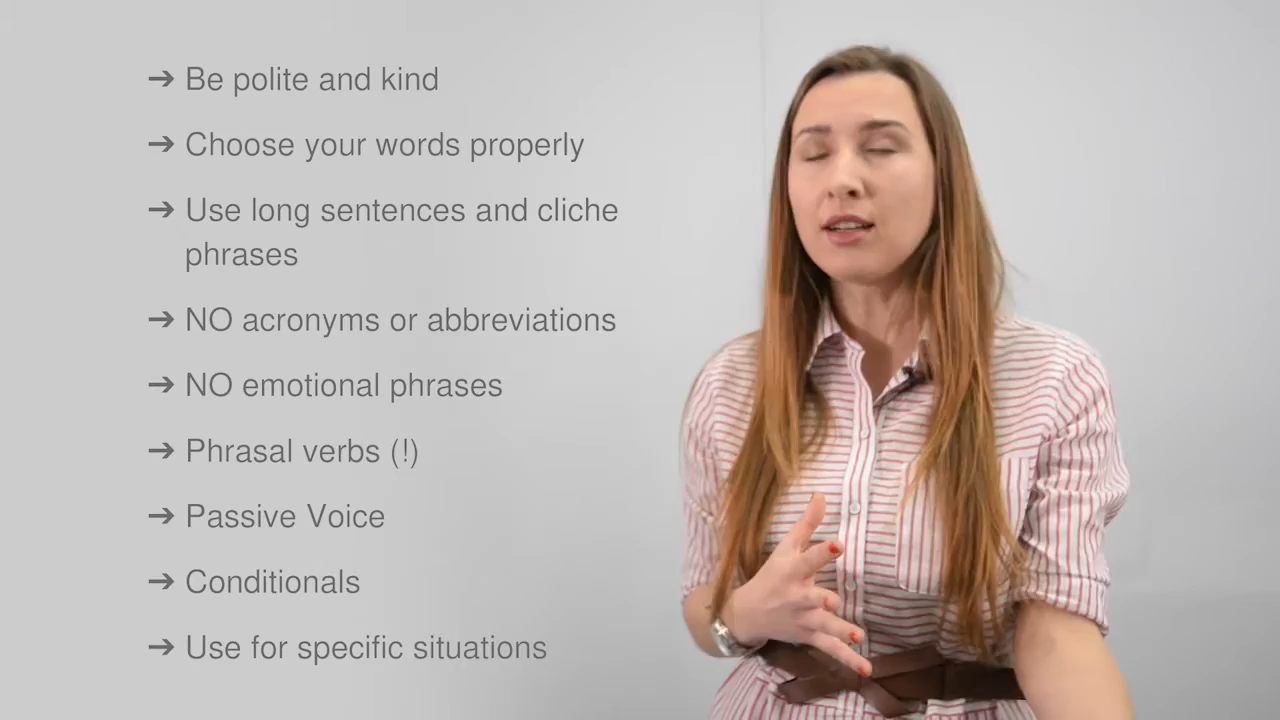 ➔ Be polite and kind
➔ Choose your words properly
➔ Use long sentences and cliche
phrases
➔ NO acronyms or abbreviations
➔ NO emotional phrases
➔ Phrasal verbs (!)
➔ Passive Voice
➔ Conditionals
➔ Use for specific situations